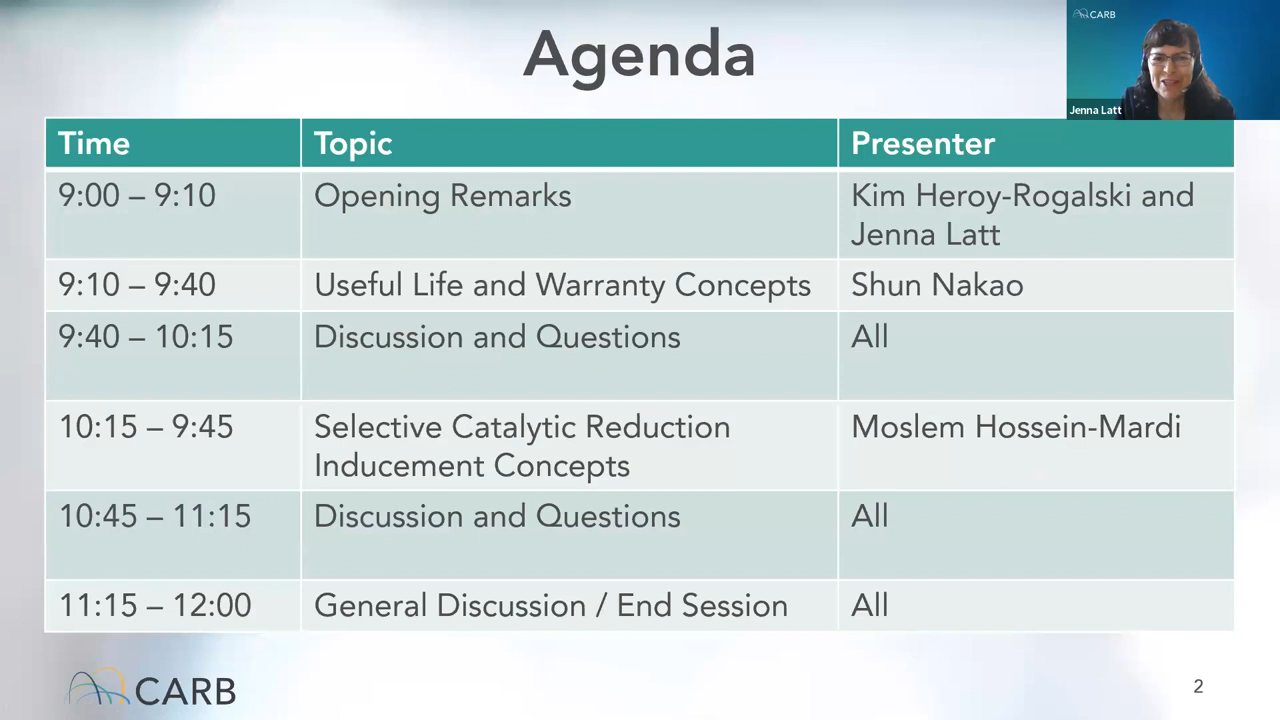 Agenda
CARB
Jenna Latt
Time Topic Presenter
9:00 – 9:10 Opening Remarks Kim Heroy-Rogalski and
Jenna Latt
9:10 – 9:40 Useful Life and Warranty Concepts Shun Nakao
9:40 – 10:15 Discussion and Questions All
10:15 – 9:45 Selective Catalytic Reduction Moslem Hossein-Mardi
Inducement Concepts
10:45 – 11:15 Discussion and Questions All
11:15 – 12:00 General Discussion / End Session All
CARB
2